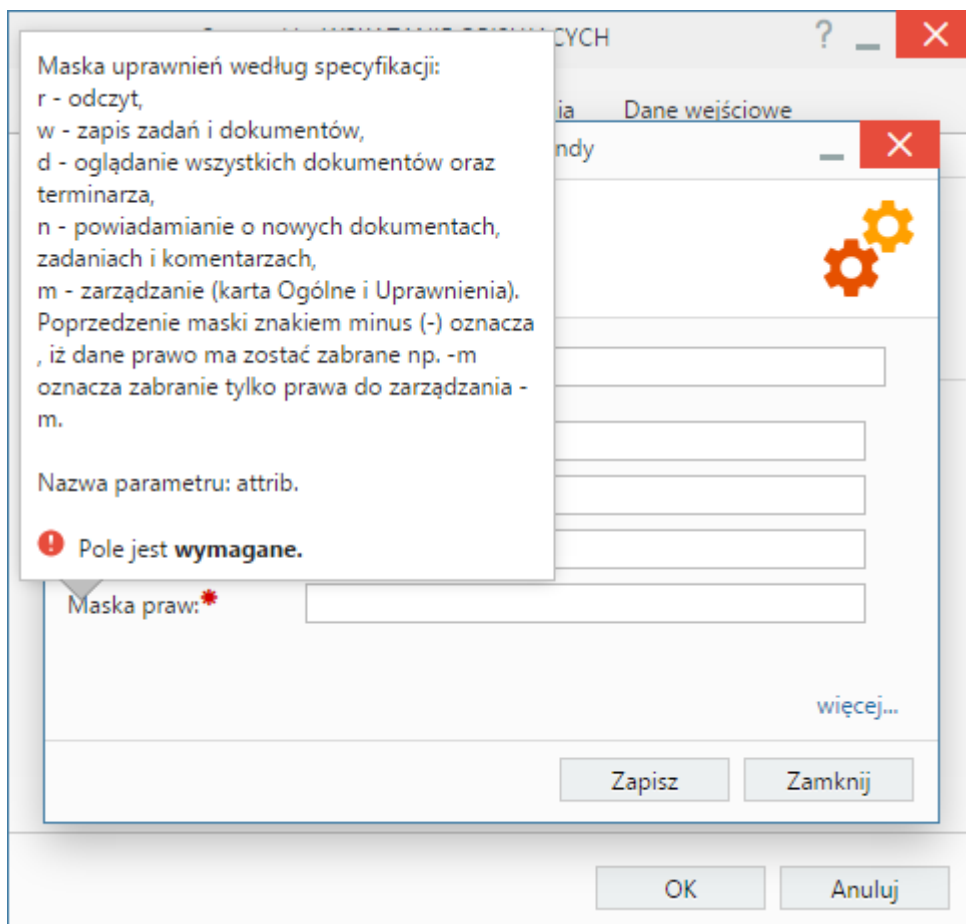 CYCH
?
Maska uprawnień według specyfikacji:
r - odczyt,
w - zapis zadań i dokumentów,
d - oglądanie wszystkich dokumentów oraz
terminarza,
n - powiadamianie o nowych dokumentach,
zadaniach i komentarzach,
m - zarządzanie (karta Ogólne i Uprawnienia).
Poprzedzenie maski znakiem minus (-) oznacza
, iż dane prawo ma zostać zabrane np. -m
oznacza zabranie tylko prawa do zarządzania -
m.
Nazwa parametru: attrib.
Pole jest wymagane.
ia Dane wejściowe
ndy
Maska praw:
więcej...
Zapisz Zamknij
OK Anuluj